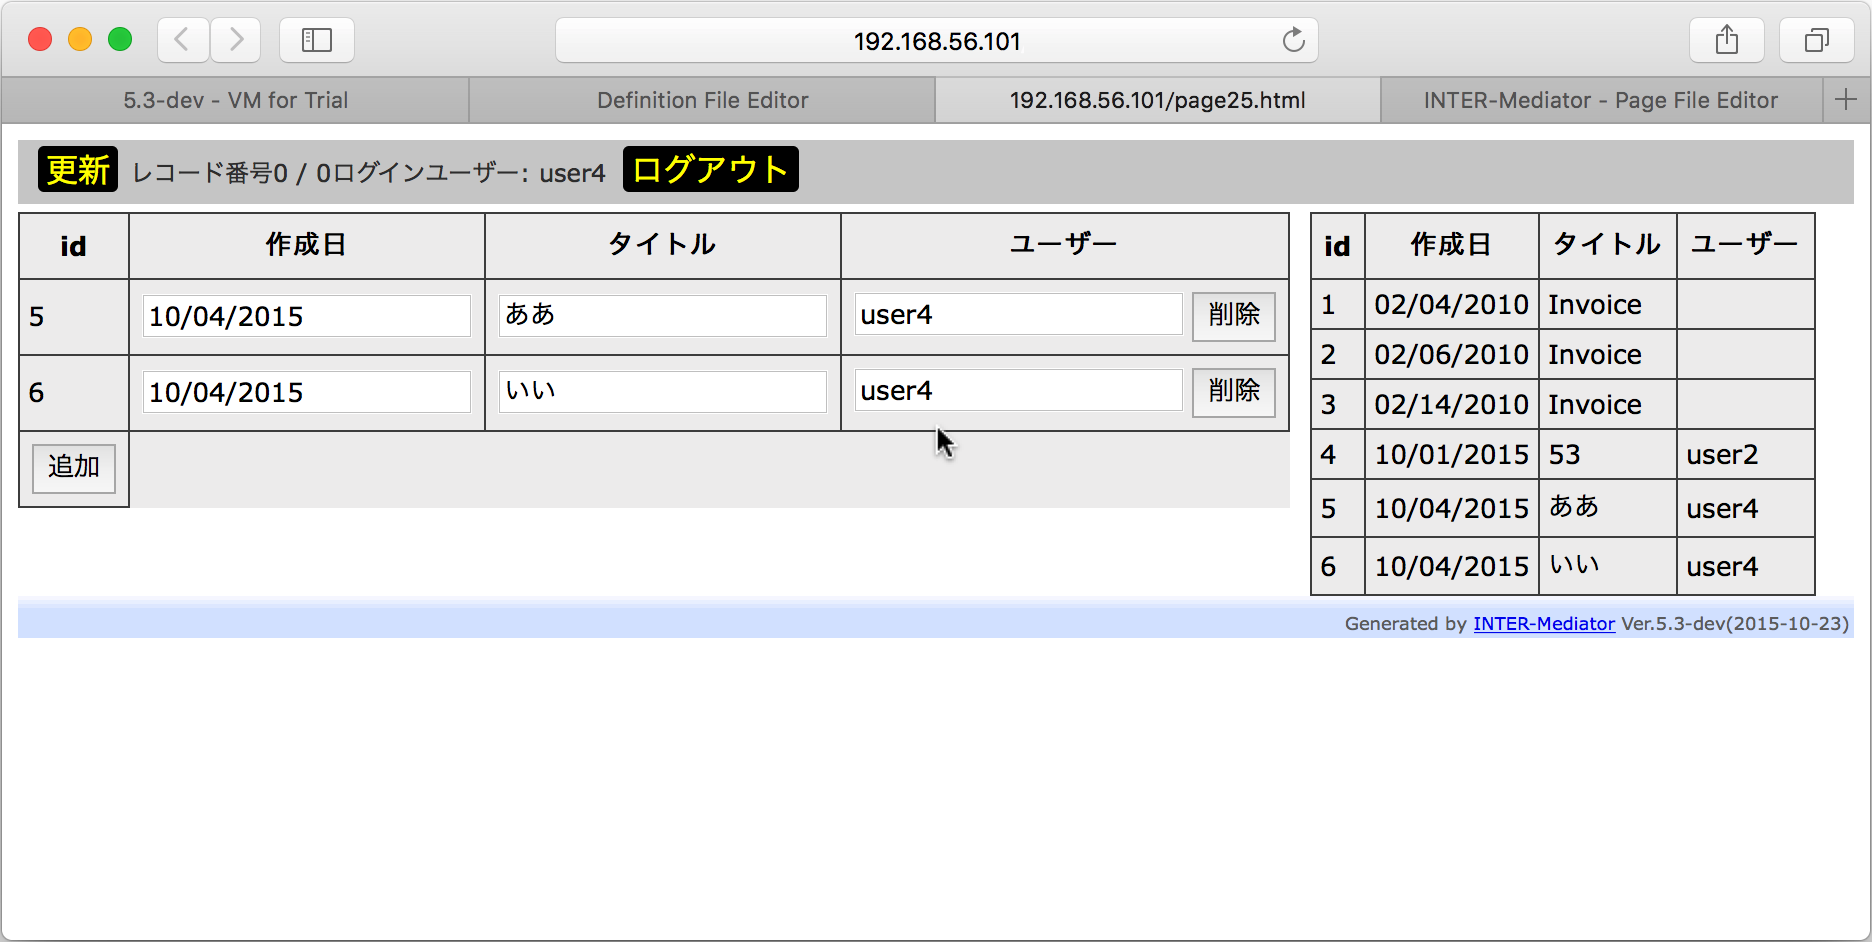 192.168.56.101
5.3-dev - VM for Trial Definition File Editor 192.168.56.101/page25.html INTER-Mediator - Page File Editor
更新 レコード番号0 / 0ログインユーザー: user4 ログアウト
id 作成日 タイトル ユーザー
5 10/04/2015 ああ user4 削除
6 10/04/2015 いい user4 削除
追加
id 作成日 タイトル ユーザー
1 02/04/2010 Invoice
2 02/06/2010 Invoice
3 02/14/2010 Invoice
4 10/01/2015 53 user2
5 10/04/2015 ああ user4
6 10/04/2015 いい user4
Generated by INTER-Mediator Ver.5.3-dev(2015-10-23)